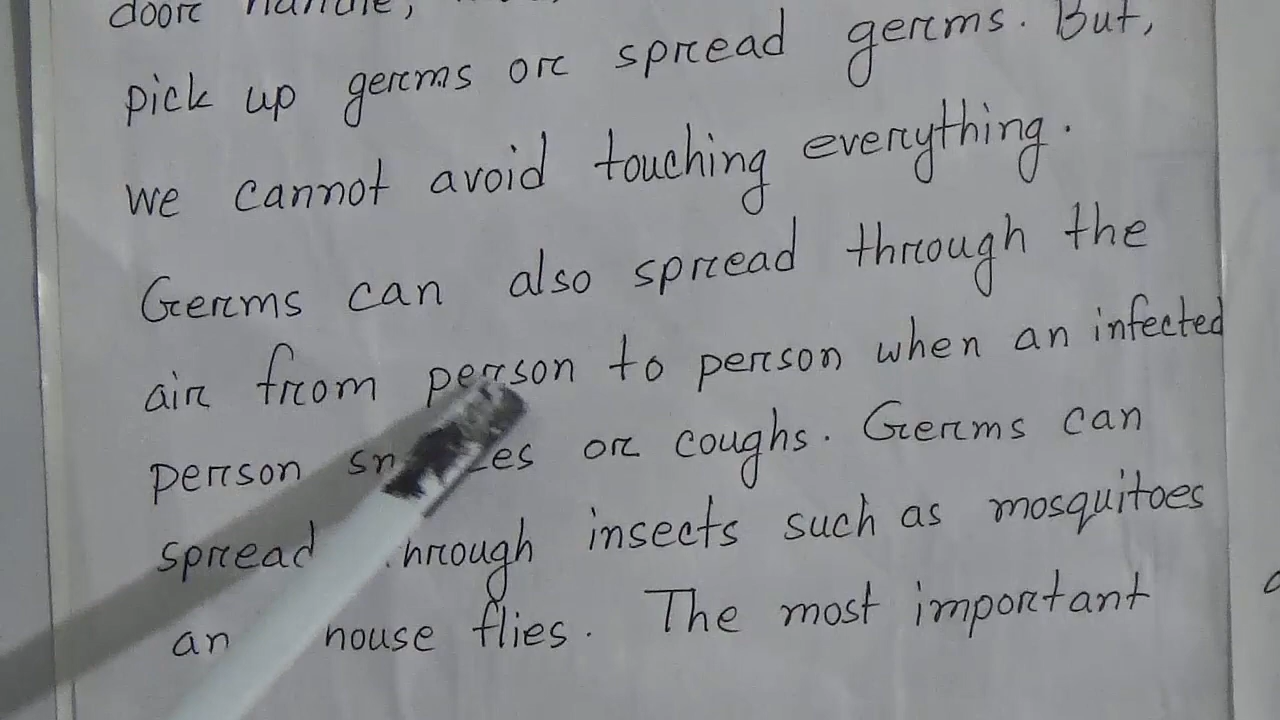 door handle,
pick up germs or spread germs. But,
we cannot avoid touching everything.
Germs can also spread through the
air from person to person when an infected
person or coughs. Germs can
spread insects such as mosquitoes
house flies. The most important